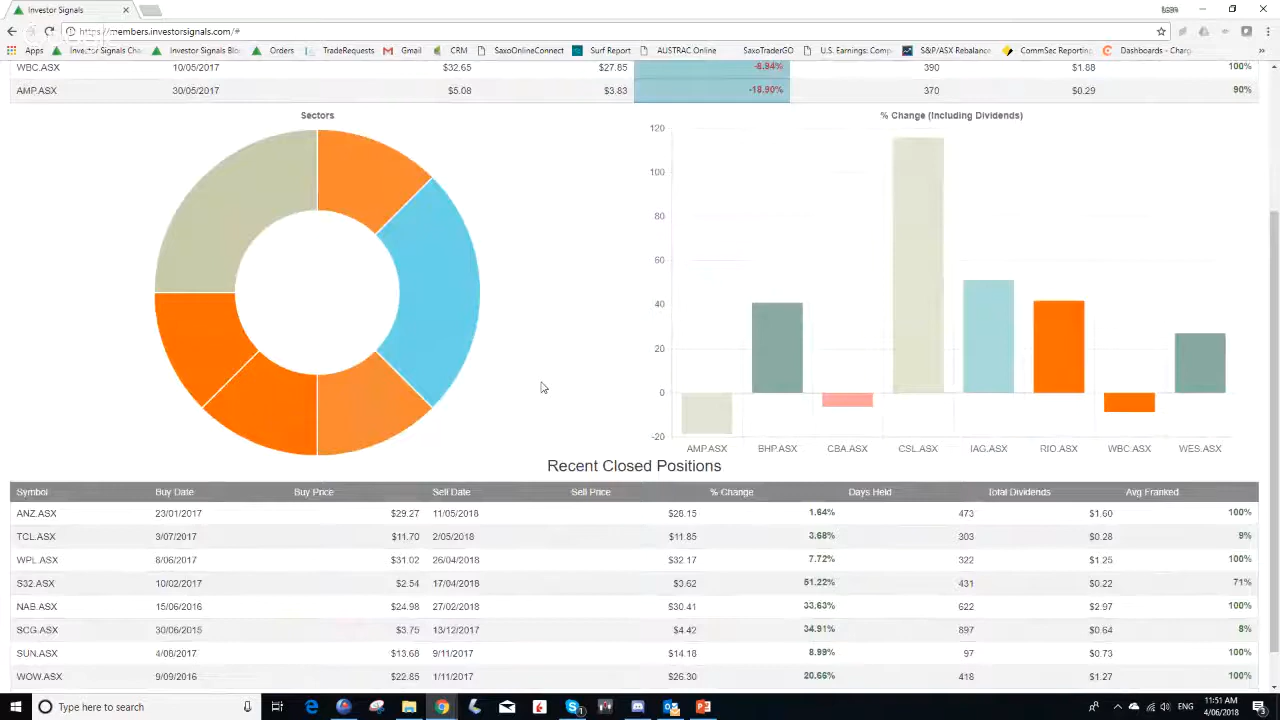 Investor Signals
https://members.investorsignals.com/#
Apps Investor Signals Investor Signals Bloc Orders TradeRequests Gmail CRM SaxoOnlineConnect Surf Report AUSTRAC Online SaxoTraderGO U.S. Earnings: Comp S&P/ASX Rebalance CommSec Reporting Dashboards - Charg »
WBC.ASX 10/05/2017 $32.65 $27.85 -8.94% 390 $1.88 100%
AMP.ASX 30/05/2017 $5.08 $3.83 -18.90% 370 $0.29 90%
Sectors
% Change (Including Dividends)
120
100
80
60
40
20
0
-20
AMP.ASX BHP.ASX CBA.ASX CSL.ASX IAG.ASX RIO.ASX WBC.ASX WES.ASX
Recent Closed Positions
Symbol Buy Date Buy Price Sell Date Sell Price % Change Days Held Total Dividends Avg Franked
ANZ.ASX 23/01/2017 $29.27 11/05/2018 $28.15 1.64% 473 $1.60 100%
TCL.ASX 3/07/2017 $11.70 2/05/2018 $11.85 3.68% 303 $0.28 9%
WPL.ASX 8/06/2017 $31.02 26/04/2018 $32.17 7.72% 322 $1.25 100%
S32.ASX 10/02/2017 $2.54 17/04/2018 $3.62 51.22% 431 $0.22 71%
NAB.ASX 15/06/2016 $24.98 27/02/2018 $30.41 33.63% 622 $2.97 100%
SCG.ASX 30/06/2015 $3.75 13/12/2017 $4.42 34.91% 897 $0.64 8%
SUN.ASX 4/08/2017 $13.68 9/11/2017 $14.18 8.99% 97 $0.73 100%
WOW.ASX 9/09/2016 $22.85 1/11/2017 $26.30 20.66% 418 $1.27 100%
Type here to search
ENG
11:51 AM
4/06/2018